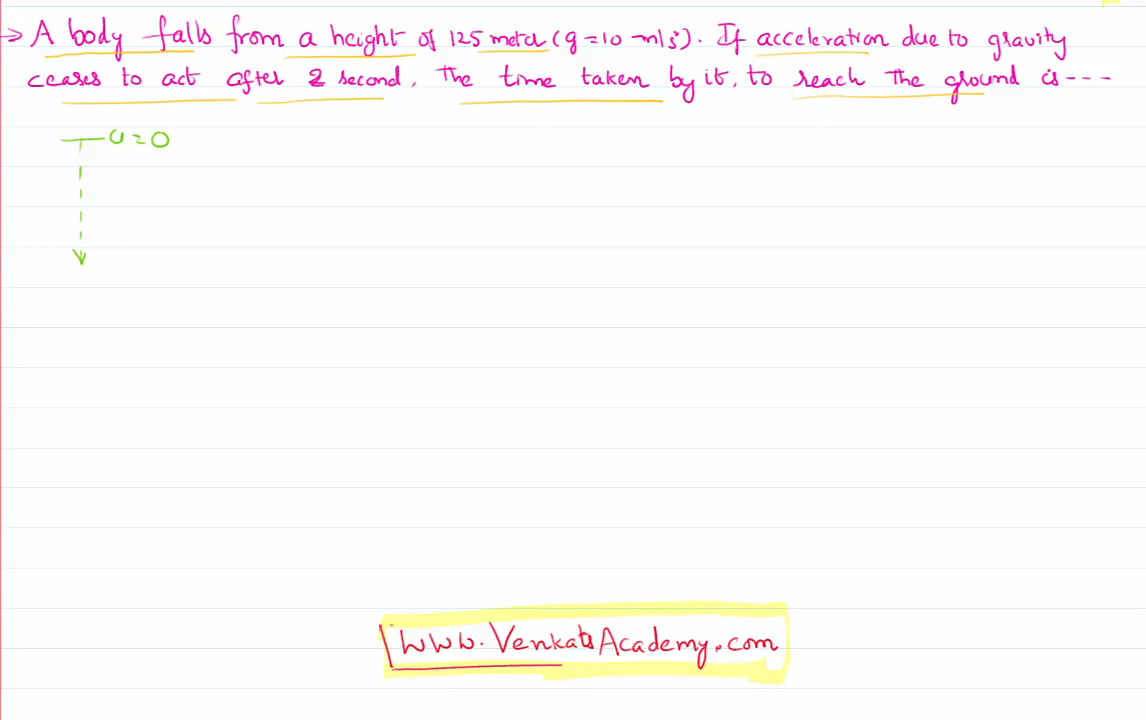 → A body falls from a height of 125 meter (g = 10 m/s²). If acceleration due to gravity
ceases to act after 2 second, The time taken by it, to reach The ground is ---
u = 0
www.VenkatsAcademy.com